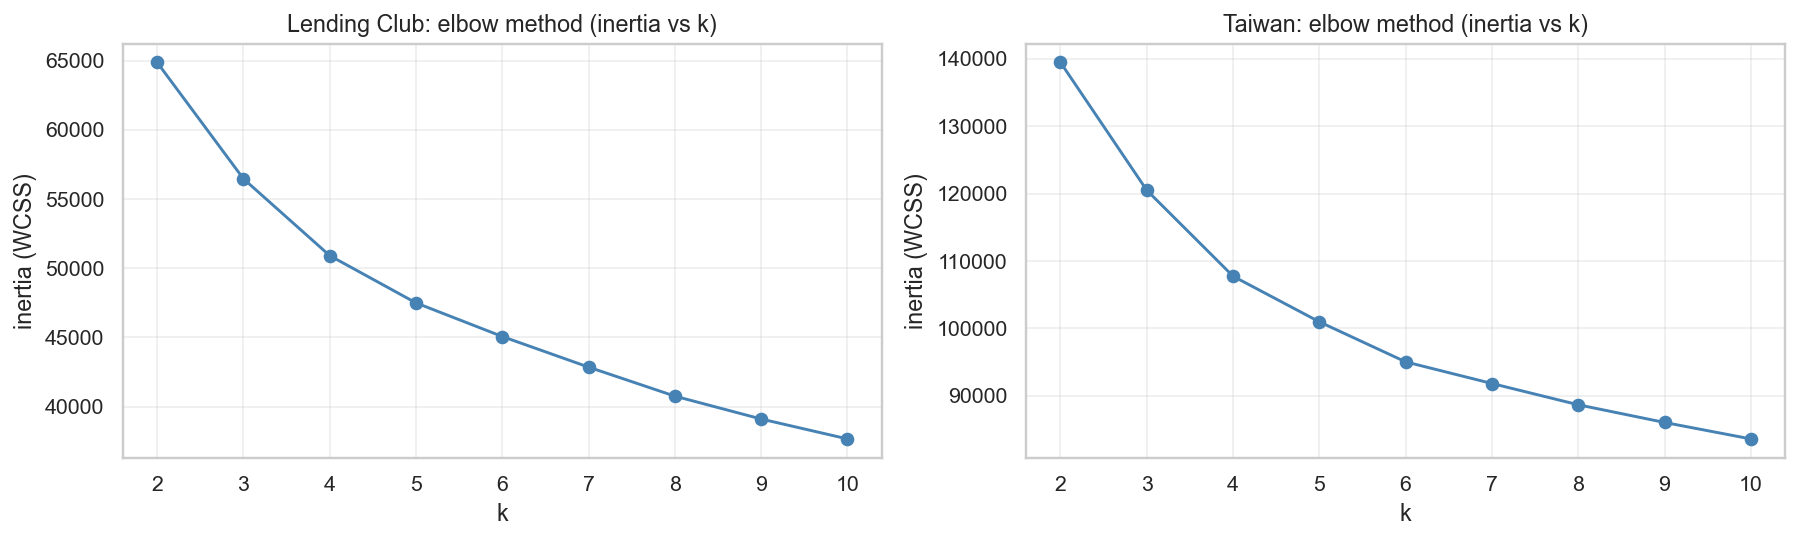 Lending Club: elbow method (inertia vs k)
65000
60000
55000
50000
45000
40000
inertia (WCSS)
2 3 4 5 6 7 8 9 10
k
Taiwan: elbow method (inertia vs k)
140000
130000
120000
110000
100000
90000
inertia (WCSS)
2 3 4 5 6 7 8 9 10
k